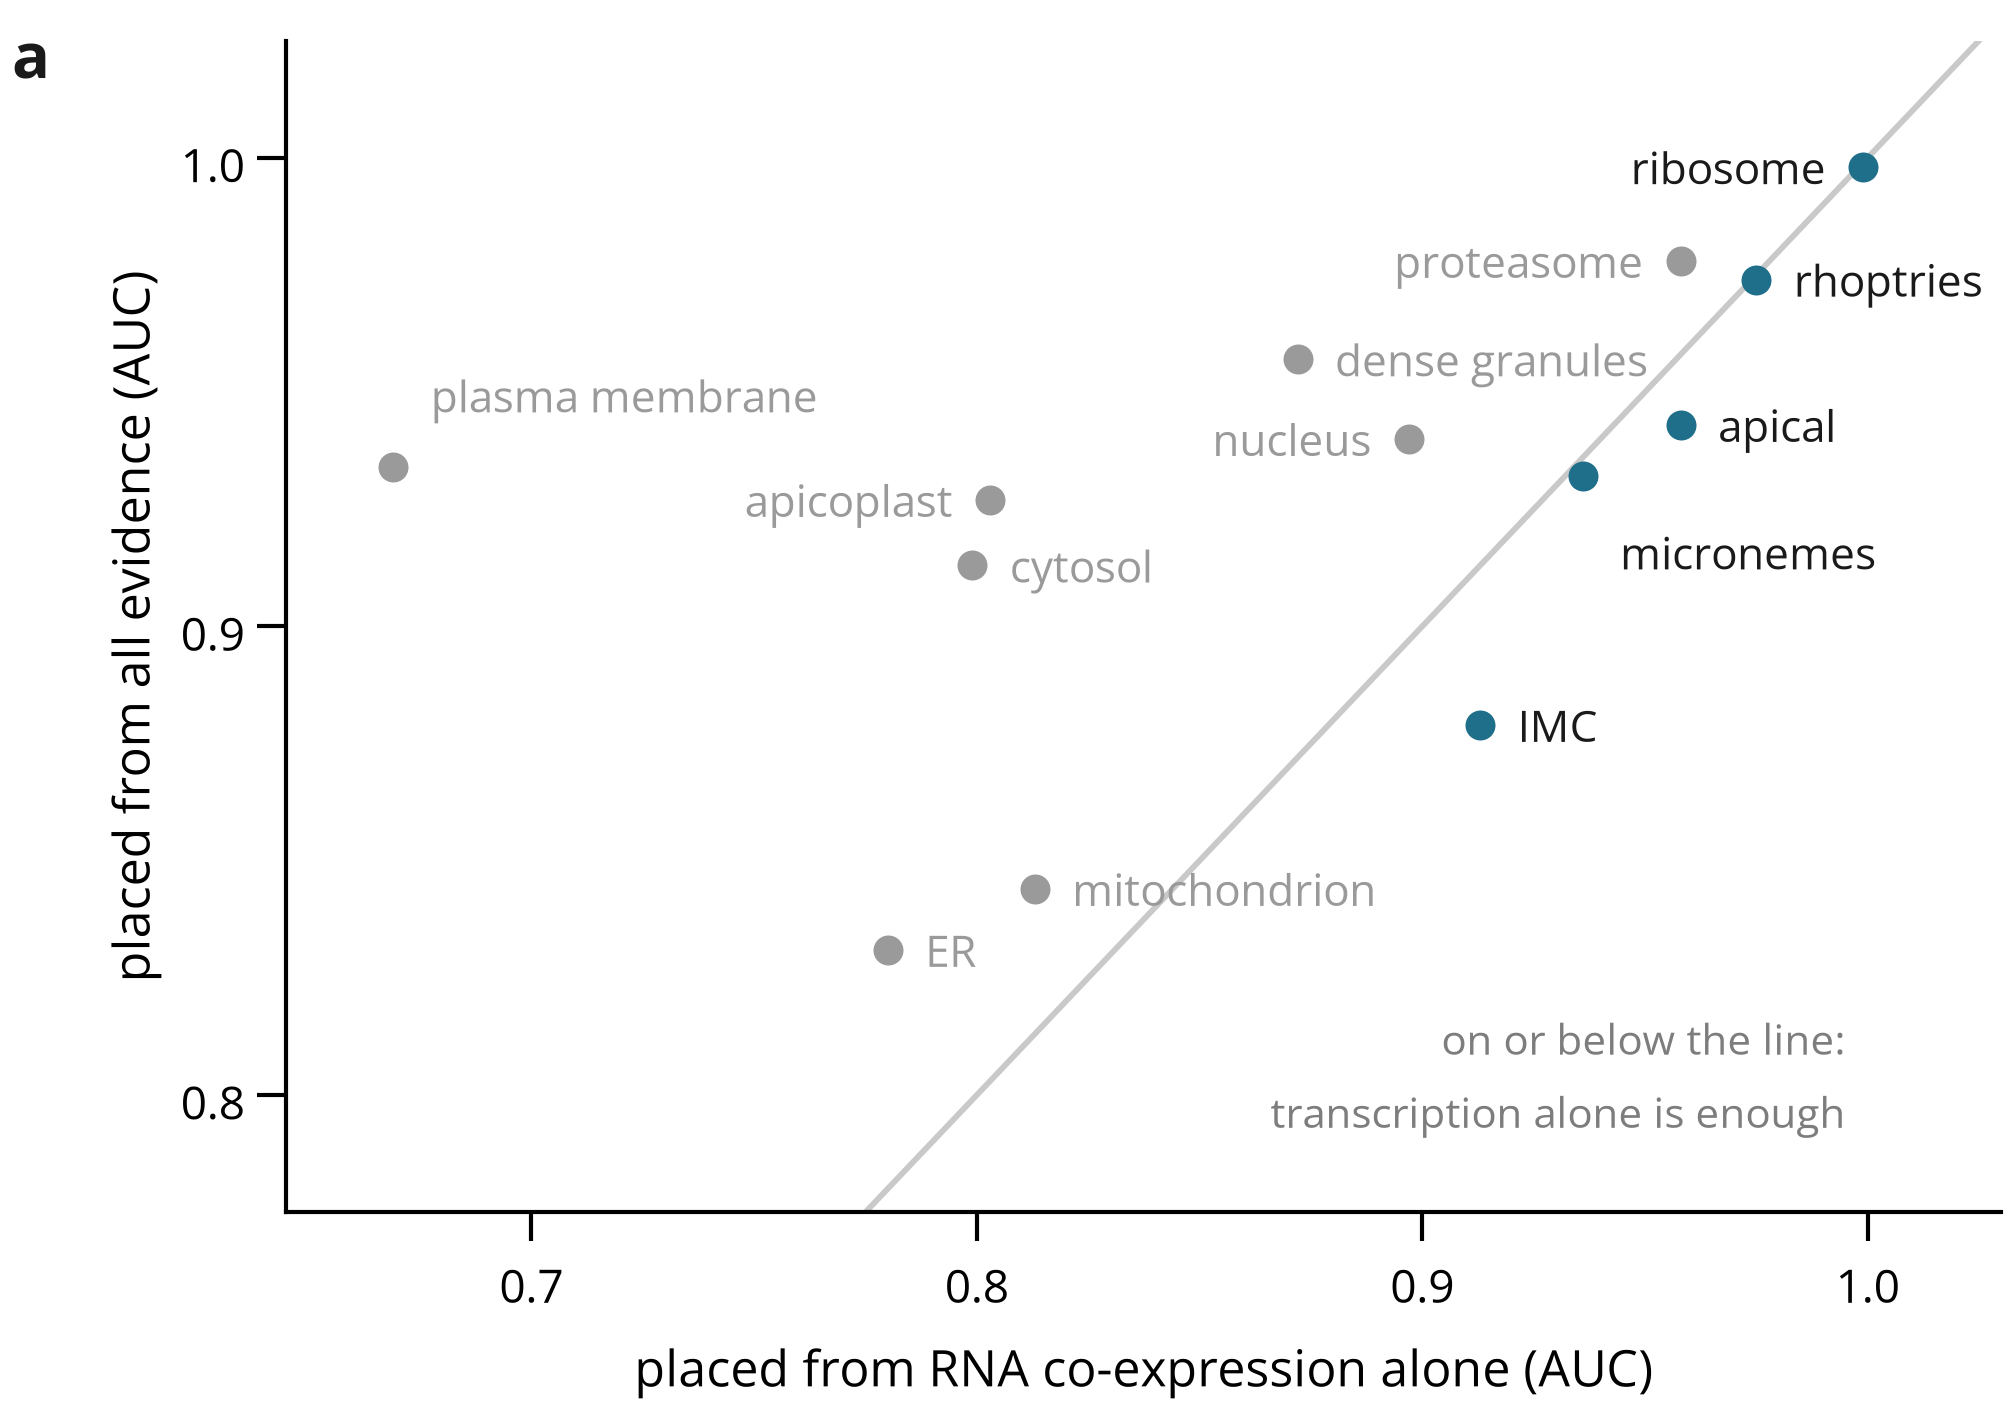 a
1.0
0.9
0.8
placed from all evidence (AUC)
ribosome
proteasome
rhoptries
dense granules
plasma membrane
apical
nucleus
apicoplast
micronemes
cytosol
IMC
mitochondrion
ER
on or below the line:
transcription alone is enough
0.7
0.8
0.9
1.0
placed from RNA co-expression alone (AUC)